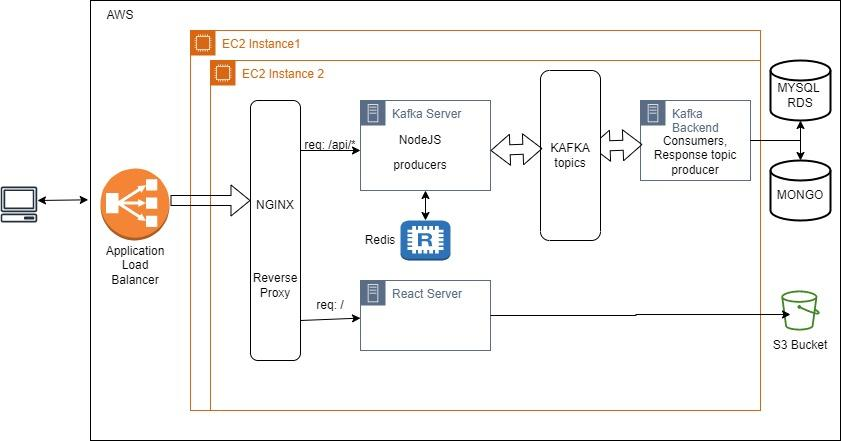 AWS
EC2 Instance1
EC2 Instance 2
MYSQL
RDS
Kafka Server
NodeJS
producers
Kafka
Backend
Consumers,
Response topic
producer
req: /api/*
KAFKA
topics
MONGO
NGINX
Reverse
Proxy
Redis
R
Application
Load
Balancer
req: /
React Server
S3 Bucket